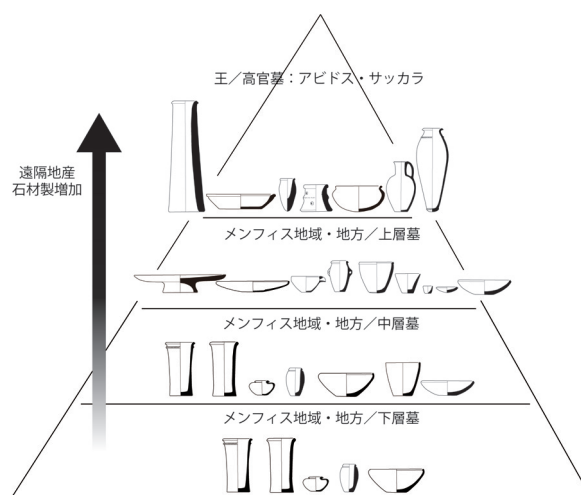 王／高官墓：アビドス・サッカラ
遠隔地産
石材製増加
メンフィス地域・地方／上層墓
メンフィス地域・地方／中層墓
メンフィス地域・地方／下層墓